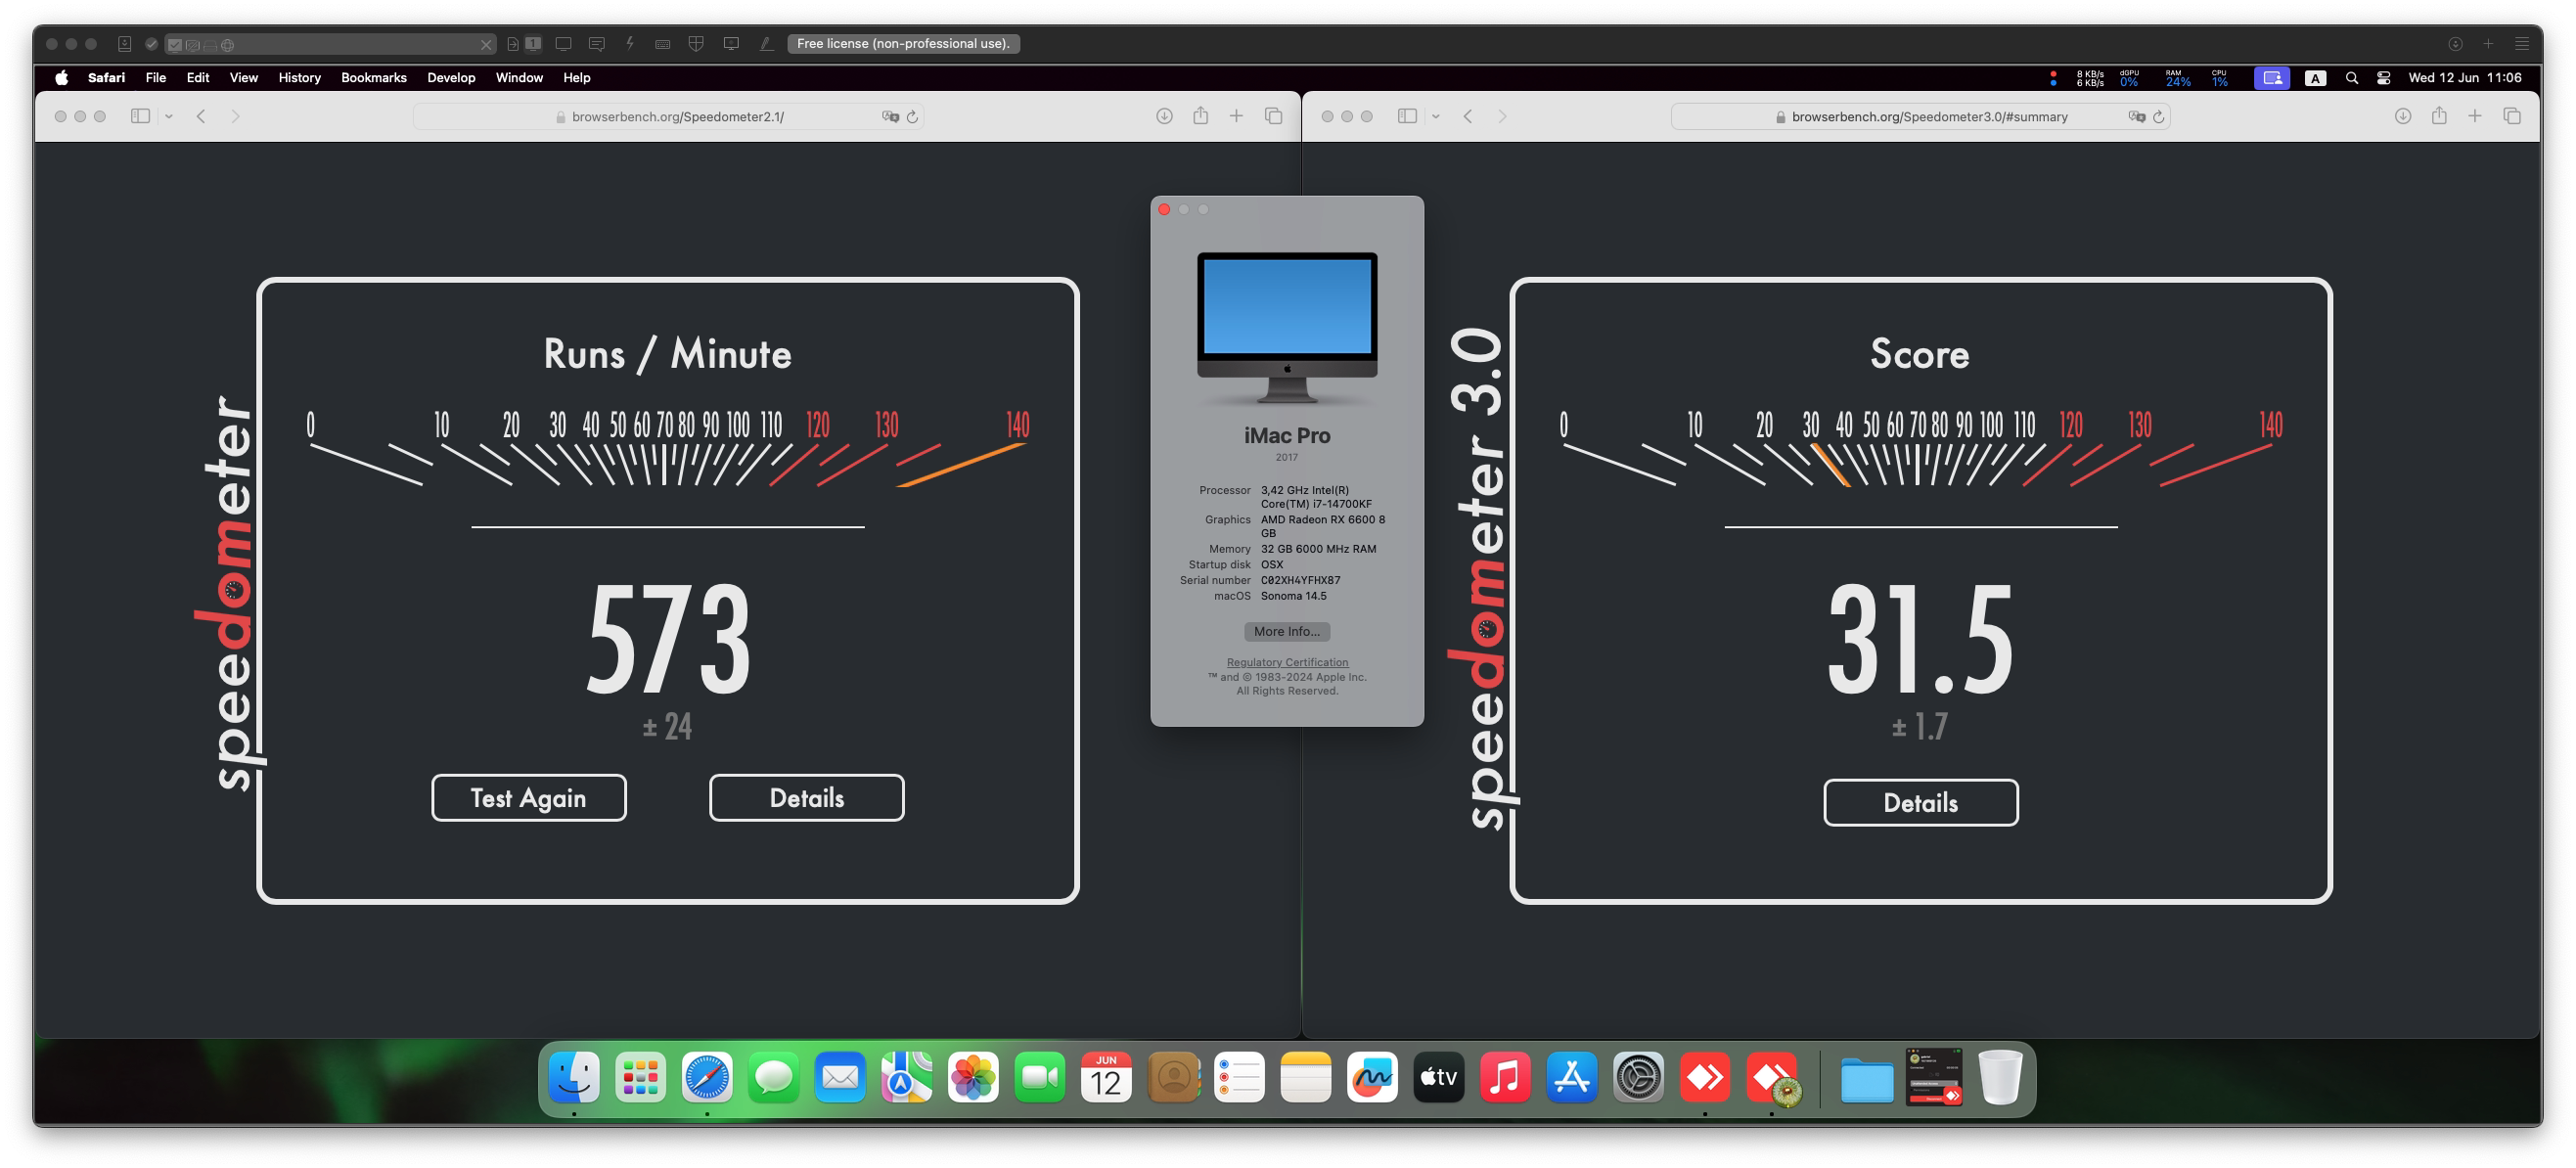 1
Free license (non-professional use).
Safari File Edit View History Bookmarks Develop Window Help
8 KB/s
6 KB/s
dGPU
0%
RAM
24%
CPU
1%
A
Wed 12 Jun 11:06
browserbench.org/Speedometer2.1/
browserbench.org/Speedometer3.0/#summary
speedometer
Runs / Minute
0 10 20 30 40 50 60 70 80 90 100 110 120 130 140
573
± 24
Test Again
Details
iMac Pro
2017
Processor 3,42 GHz Intel(R)
Core(TM) i7-14700KF
Graphics AMD Radeon RX 6600 8
GB
Memory 32 GB 6000 MHz RAM
Startup disk OSX
Serial number C02XH4YFHX87
macOS Sonoma 14.5
More Info...
Regulatory Certification
™ and © 1983-2024 Apple Inc.
All Rights Reserved.
speedometer 3.0
Score
0 10 20 30 40 50 60 70 80 90 100 110 120 130 140
31.5
± 1.7
Details
JUN
12
tv